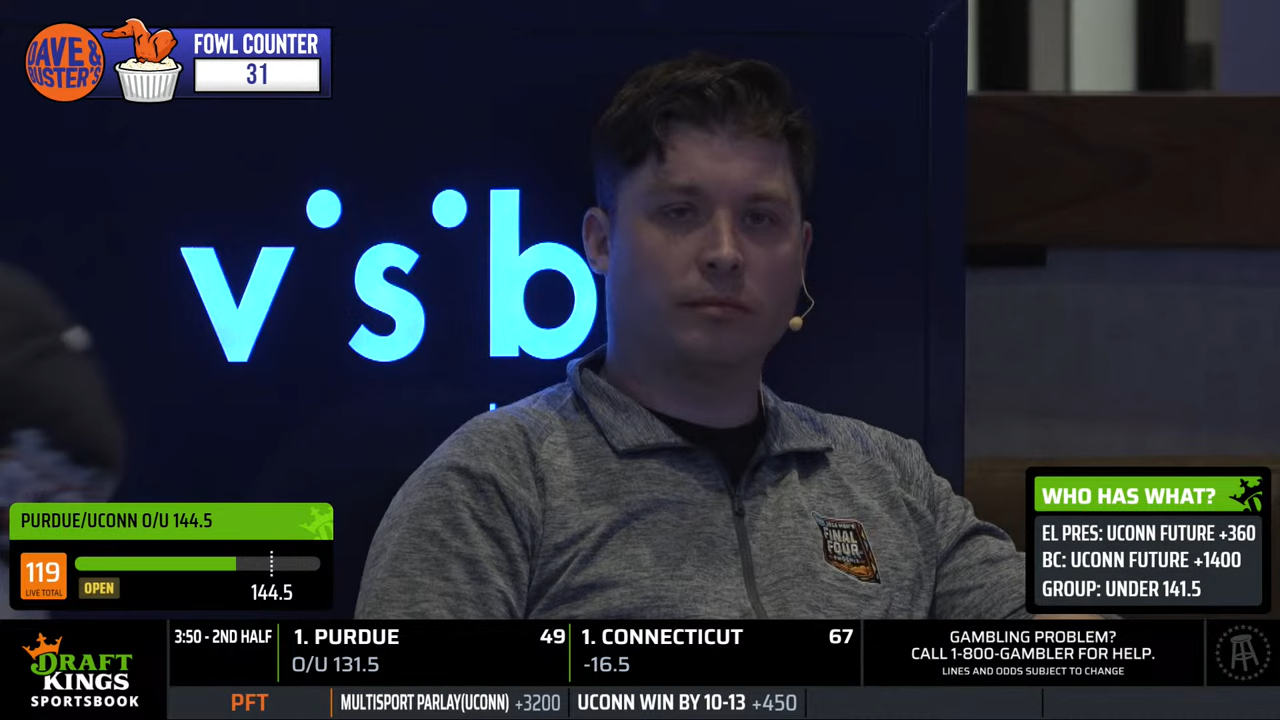 DAVE &
BUSTER'S
FOWL COUNTER
31
vsb
FINAL
FOUR
PURDUE/UCONN O/U 144.5
119
LIVE TOTAL
OPEN
144.5
WHO HAS WHAT?
EL PRES: UCONN FUTURE +360
BC: UCONN FUTURE +1400
GROUP: UNDER 141.5
DRAFT
KINGS
SPORTSBOOK
3:50 - 2ND HALF
1. PURDUE 49
O/U 131.5
1. CONNECTICUT 67
-16.5
GAMBLING PROBLEM?
CALL 1-800-GAMBLER FOR HELP.
LINES AND ODDS SUBJECT TO CHANGE
PFT MULTISPORT PARLAY(UCONN) +3200 UCONN WIN BY 10-13 +450